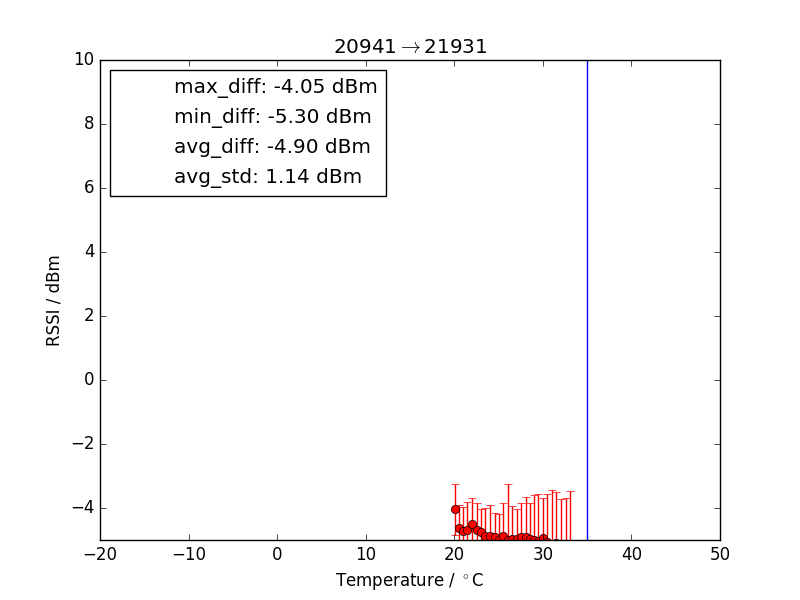 20941→21931
max_diff: -4.05 dBm
min_diff: -5.30 dBm
avg_diff: -4.90 dBm
avg_std: 1.14 dBm
10
8
6
4
2
0
−2
−4
RSSI / dBm
−20 −10 0 10 20 30 40 50
Temperature / °C